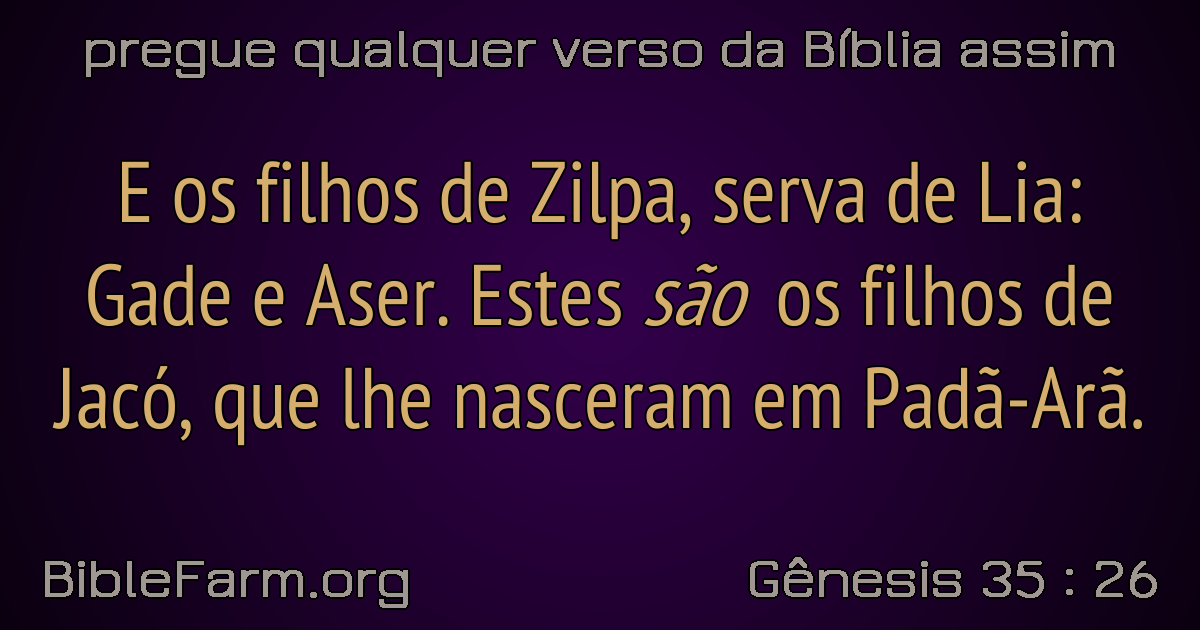 pregue qualquer verso da Bíblia assim
E os filhos de Zilpa, serva de Lia:
Gade e Aser. Estes são os filhos de
Jacó, que lhe nasceram em Padã-Arã.
BibleFarm.org
Gênesis 35 : 26